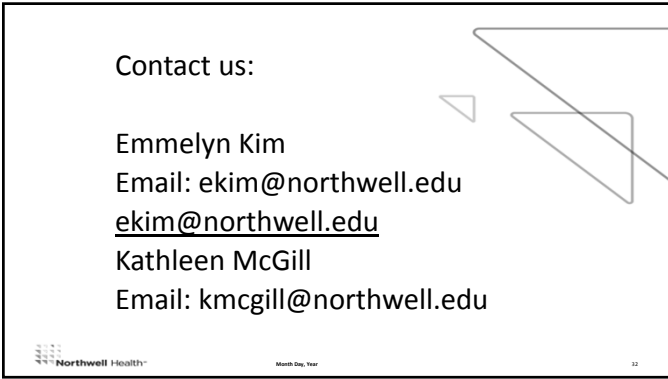 Contact us:
Emmelyn Kim
Email: ekim@northwell.edu
ekim@northwell.edu
Kathleen McGill
Email: kmcgill@northwell.edu
Northwell Health
Month Day, Year
32